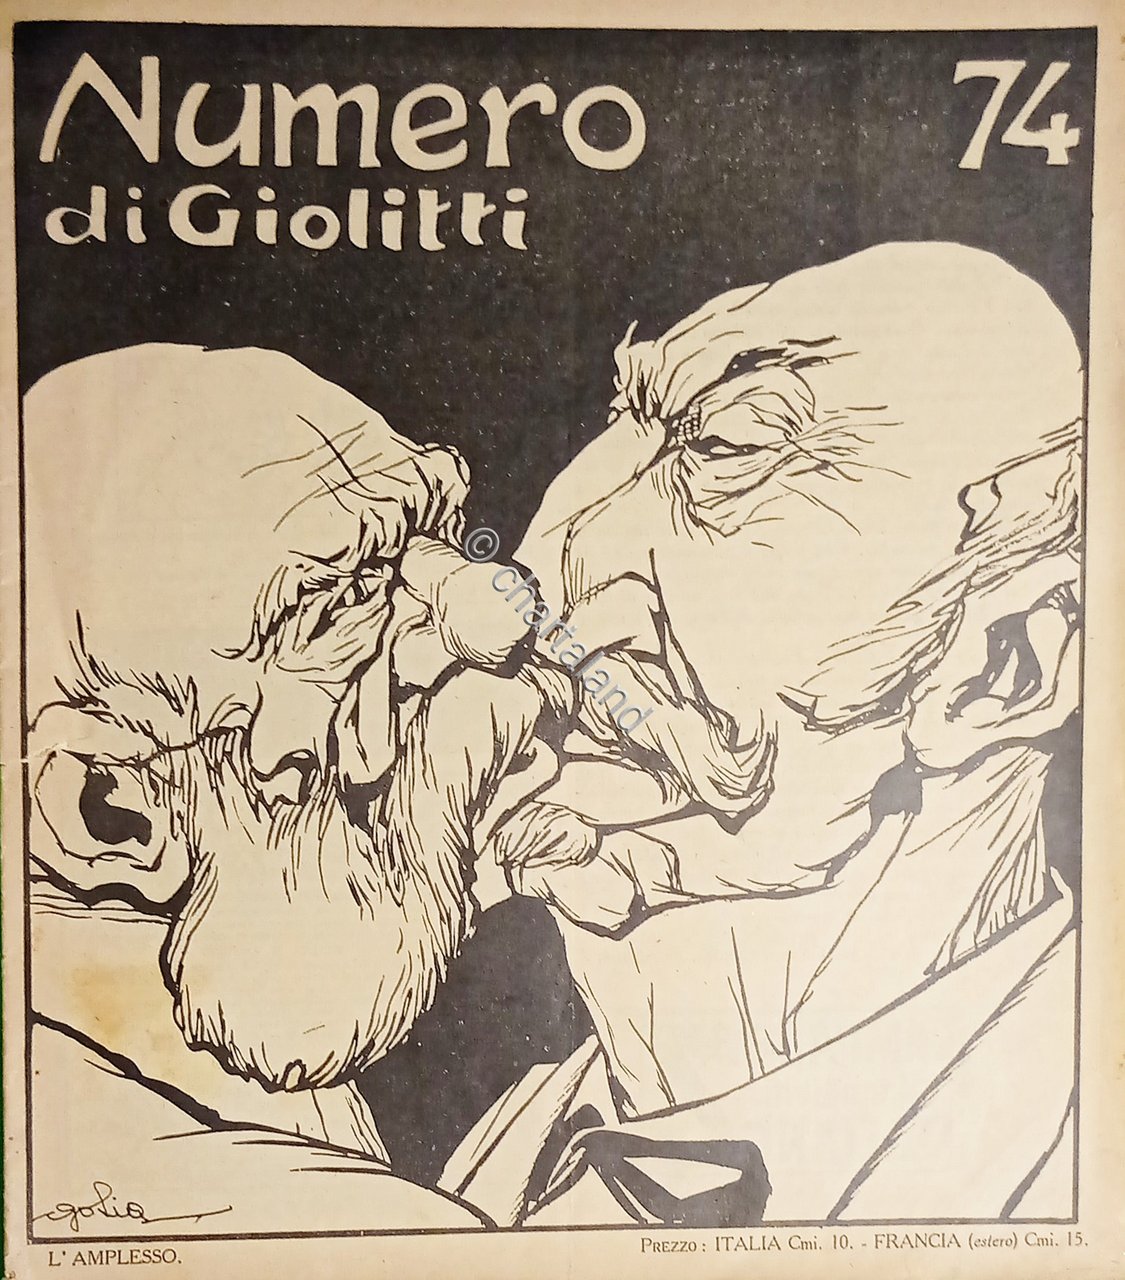 Numero 74
di Giolitti
© chartaland
golia
L' AMPLESSO.
PREZZO : ITALIA Cmi. 10. - FRANCIA (estero) Cmi. 15.